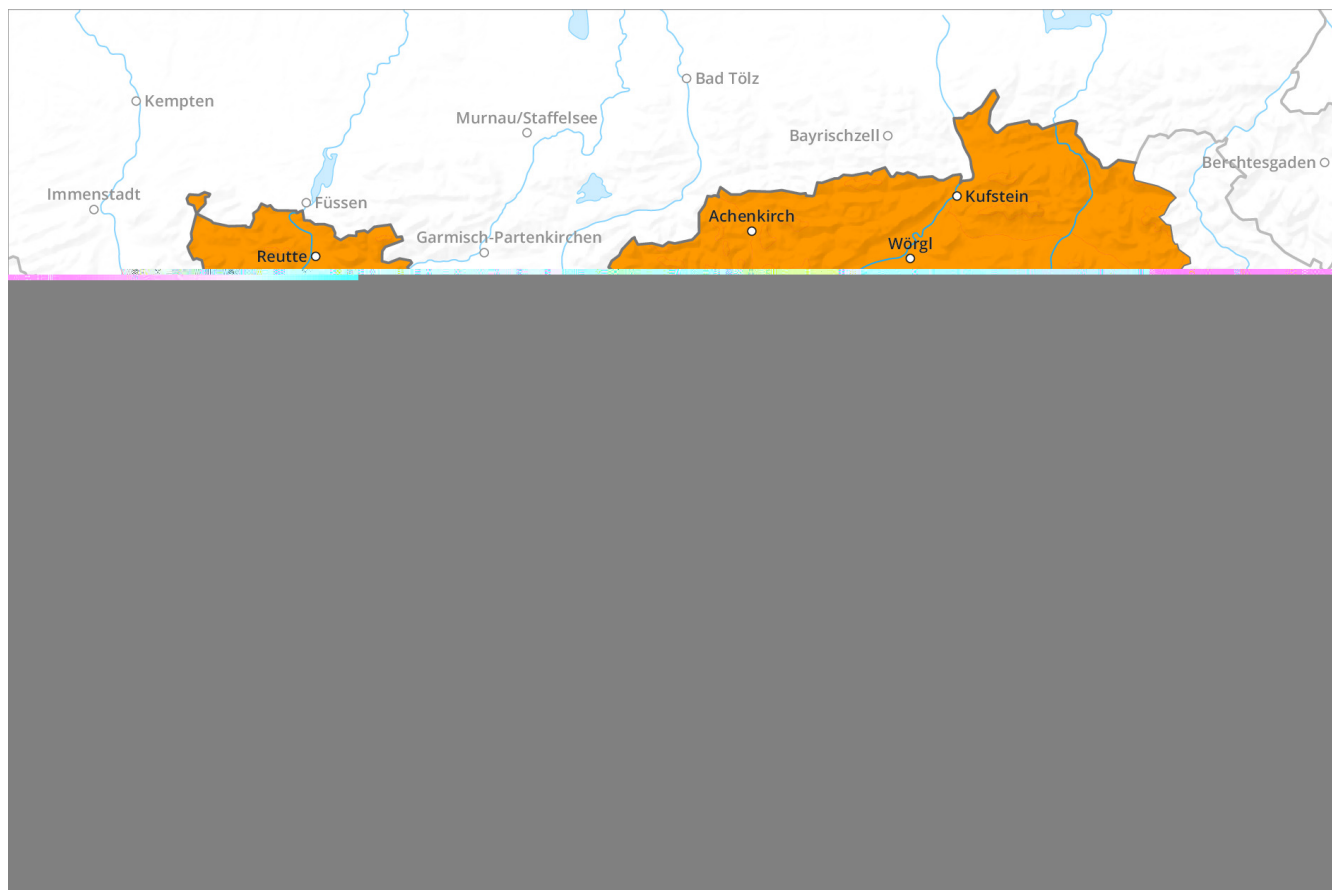 Bad Tölz
Kempten
Murnau/Staffelsee
Bayrischzell
Berchtesgaden
Immenstadt
Füssen
Kufstein
Achenkirch
Garmisch-Partenkirchen
Wörgl
Reutte